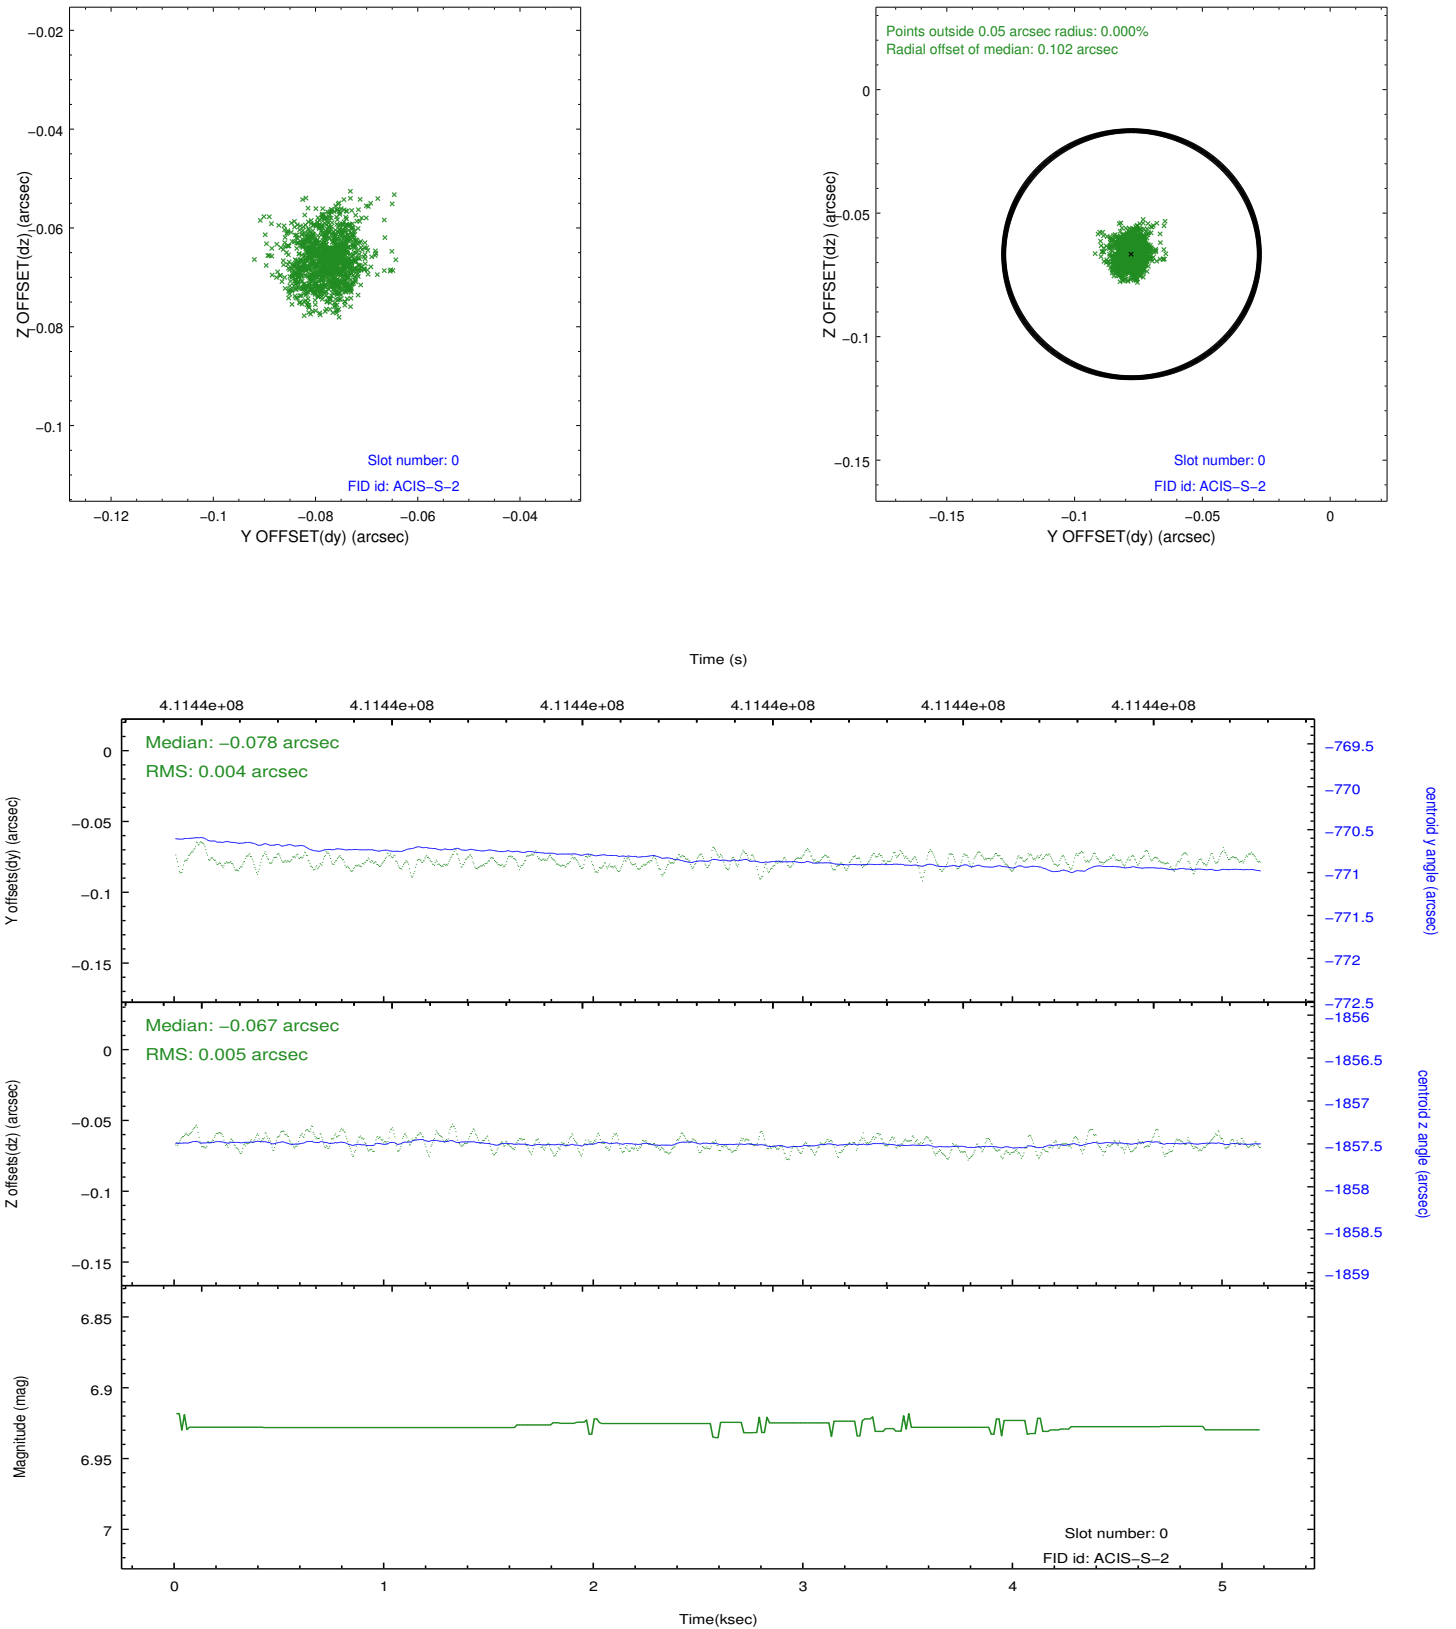 −0.02
−0.04
−0.06
−0.08
−0.1
Z OFFSET(dz) (arcsec)
Slot number: 0
FID id: ACIS−S−2
−0.12
−0.1
−0.08
−0.06
−0.04
Y OFFSET(dy) (arcsec)
Points outside 0.05 arcsec radius: 0.000%
Radial offset of median: 0.102 arcsec
0
−0.05
−0.1
−0.15
Z OFFSET(dz) (arcsec)
Slot number: 0
FID id: ACIS−S−2
−0.15
−0.1
−0.05
0
Y OFFSET(dy) (arcsec)
Time (s)
4.1144e+08
4.1144e+08
4.1144e+08
4.1144e+08
4.1144e+08
4.1144e+08
Median: −0.078 arcsec
RMS: 0.004 arcsec
0
−0.05
−0.1
−0.15
Y offsets(dy) (arcsec)
−769.5
−770
−770.5
−771
−771.5
−772
−772.5
centroid y angle (arcsec)
Median: −0.067 arcsec
RMS: 0.005 arcsec
0
−0.05
−0.1
−0.15
Z offsets(dz) (arcsec)
−1856
−1856.5
−1857
−1857.5
−1858
−1858.5
−1859
centroid z angle (arcsec)
6.85
6.9
6.95
7
Magnitude (mag)
Slot number: 0
FID id: ACIS−S−2
0
1
2
3
4
5
Time(ksec)